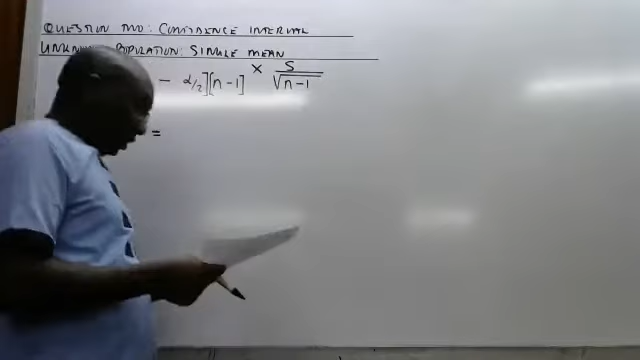 QUESTION TWO: CONFIDENCE INTERVAL
POPULATION: SINGLE MEAN
- α/2][n-1] × S/√n-1
=